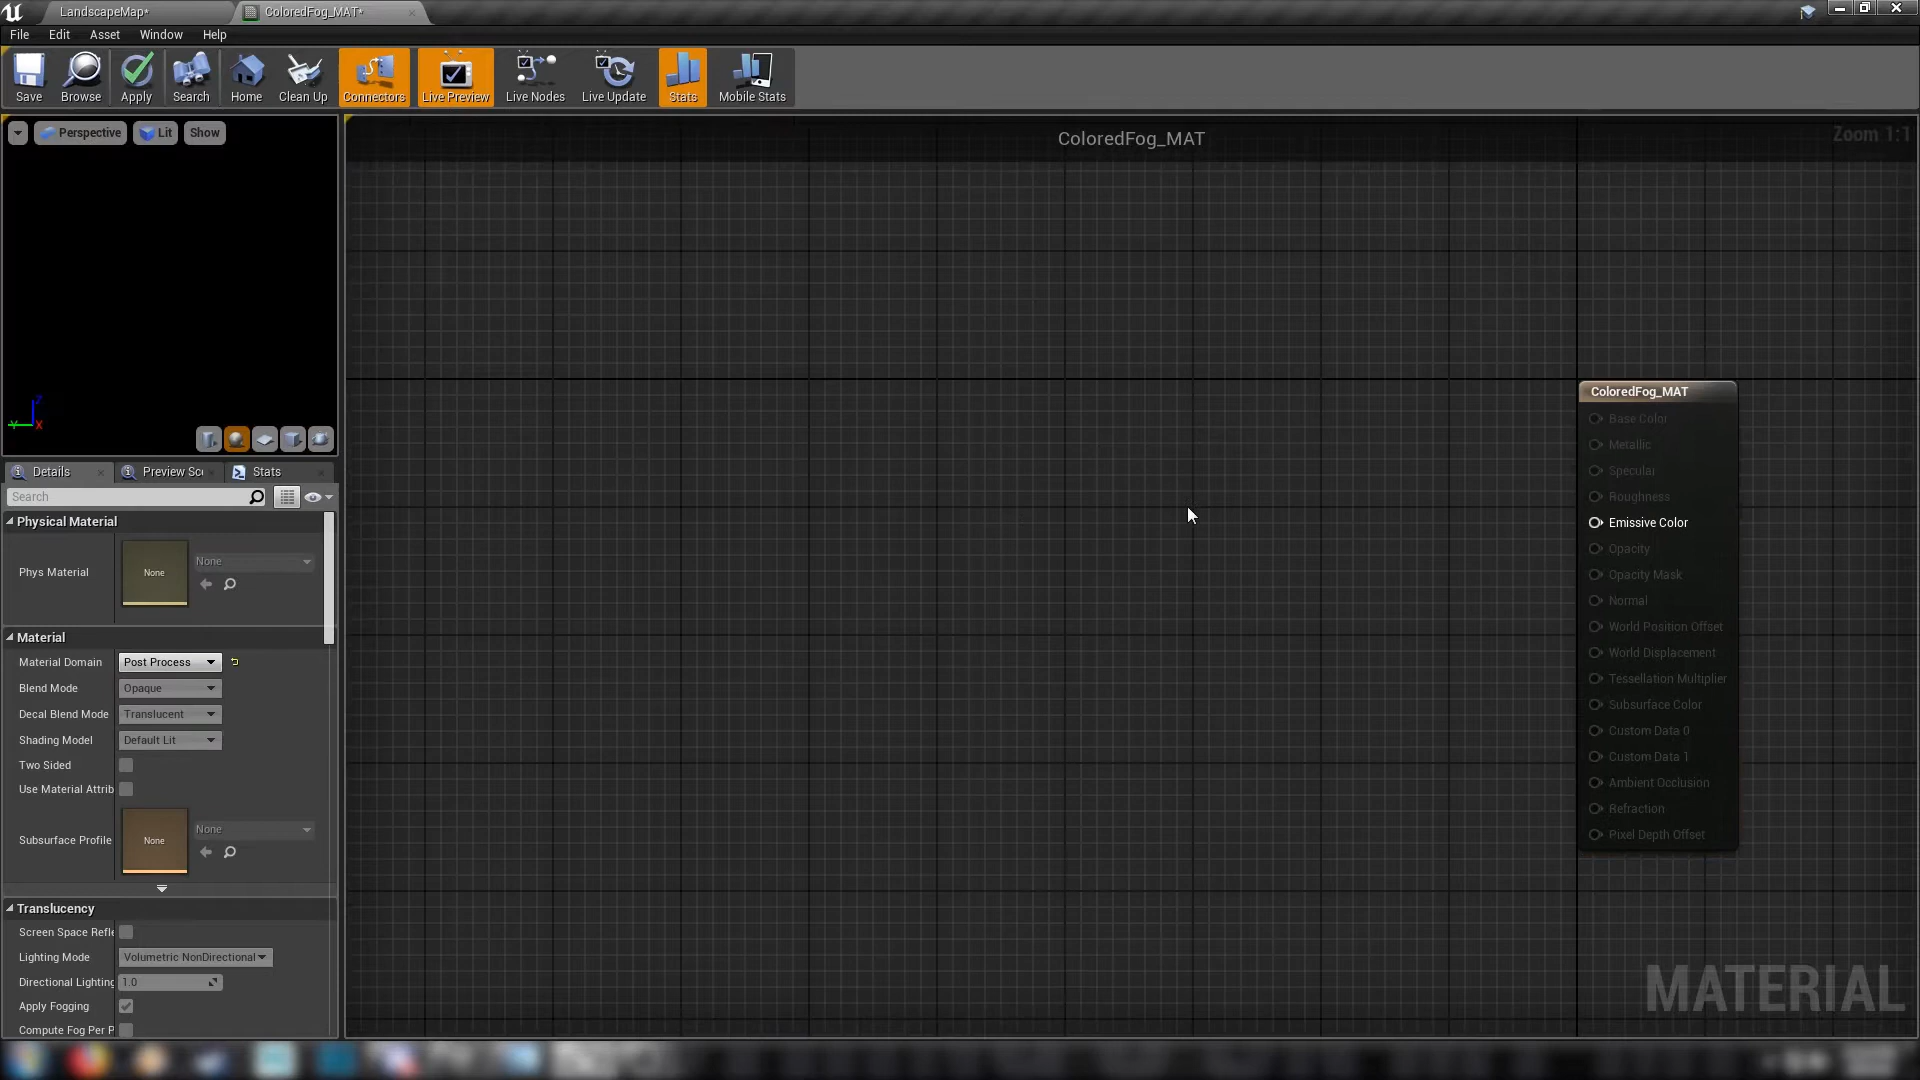 LandscapeMap*
ColoredFog_MAT*
File Edit Asset Window Help
Save Browse Apply Search Home Clean Up Connectors Live Preview Live Nodes Live Update Stats Mobile Stats
Perspective Lit Show
ColoredFog_MAT
Zoom 1:1
Z
Y X
Details Preview Sc Stats
Search
Physical Material
Phys Material None None
Material
Material Domain Post Process
Blend Mode Opaque
Decal Blend Mode Translucent
Shading Model Default Lit
Two Sided
Use Material Attrib
Subsurface Profile None None
Translucency
Screen Space Refle
Lighting Mode Volumetric NonDirectional
Directional Lighting 1.0
Apply Fogging
Compute Fog Per P
ColoredFog_MAT
Base Color
Metallic
Specular
Roughness
Emissive Color
Opacity
Opacity Mask
Normal
World Position Offset
World Displacement
Tessellation Multiplier
Subsurface Color
Custom Data 0
Custom Data 1
Ambient Occlusion
Refraction
Pixel Depth Offset
MATERIAL